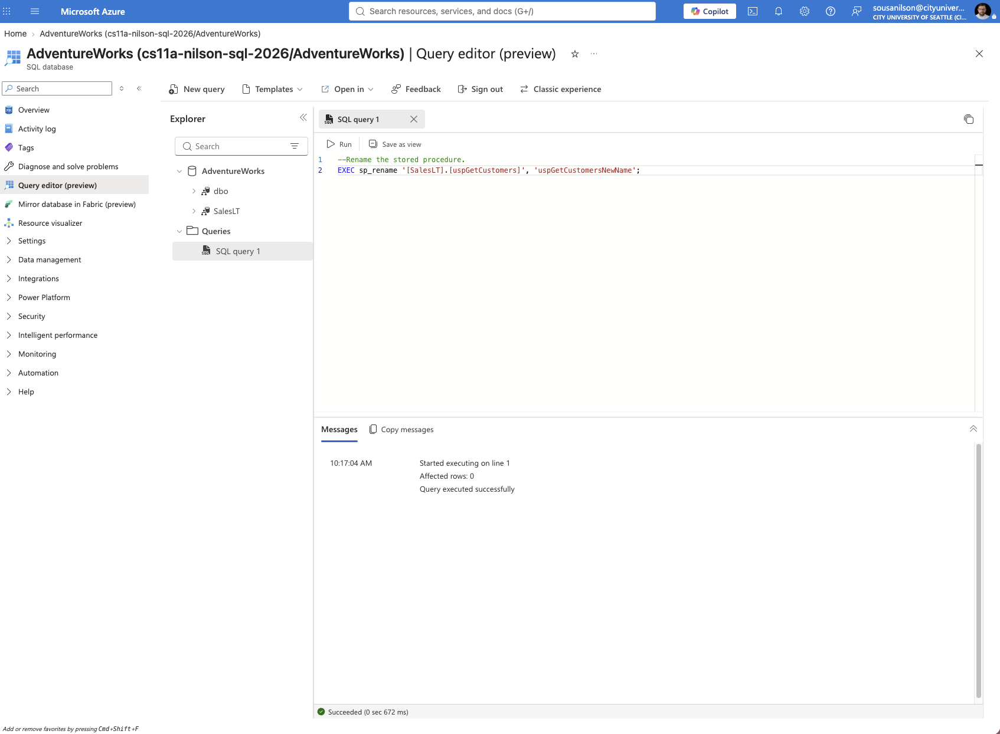 Microsoft Azure
Search resources, services, and docs (G+/)
Copilot
sousanilson@cityuniver...
CITY UNIVERSITY OF SEATTLE (CI...
Home > AdventureWorks (cs11a-nilson-sql-2026/AdventureWorks)
AdventureWorks (cs11a-nilson-sql-2026/AdventureWorks) | Query editor (preview)
SQL database
Search
New query
Templates
Open in
Feedback
Sign out
Classic experience
Overview
Activity log
Tags
Diagnose and solve problems
Query editor (preview)
Mirror database in Fabric (preview)
Resource visualizer
Settings
Data management
Integrations
Power Platform
Security
Intelligent performance
Monitoring
Automation
Help
Explorer
Search
AdventureWorks
dbo
SalesLT
Queries
SQL query 1
SQL query 1
Run
Save as view
1 --Rename the stored procedure.
2 EXEC sp_rename '[SalesLT].[uspGetCustomers]', 'uspGetCustomersNewName';
Messages
Copy messages
10:17:04 AM Started executing on line 1
Affected rows: 0
Query executed successfully
Succeeded (0 sec 672 ms)
Add or remove favorites by pressing Cmd+Shift+F